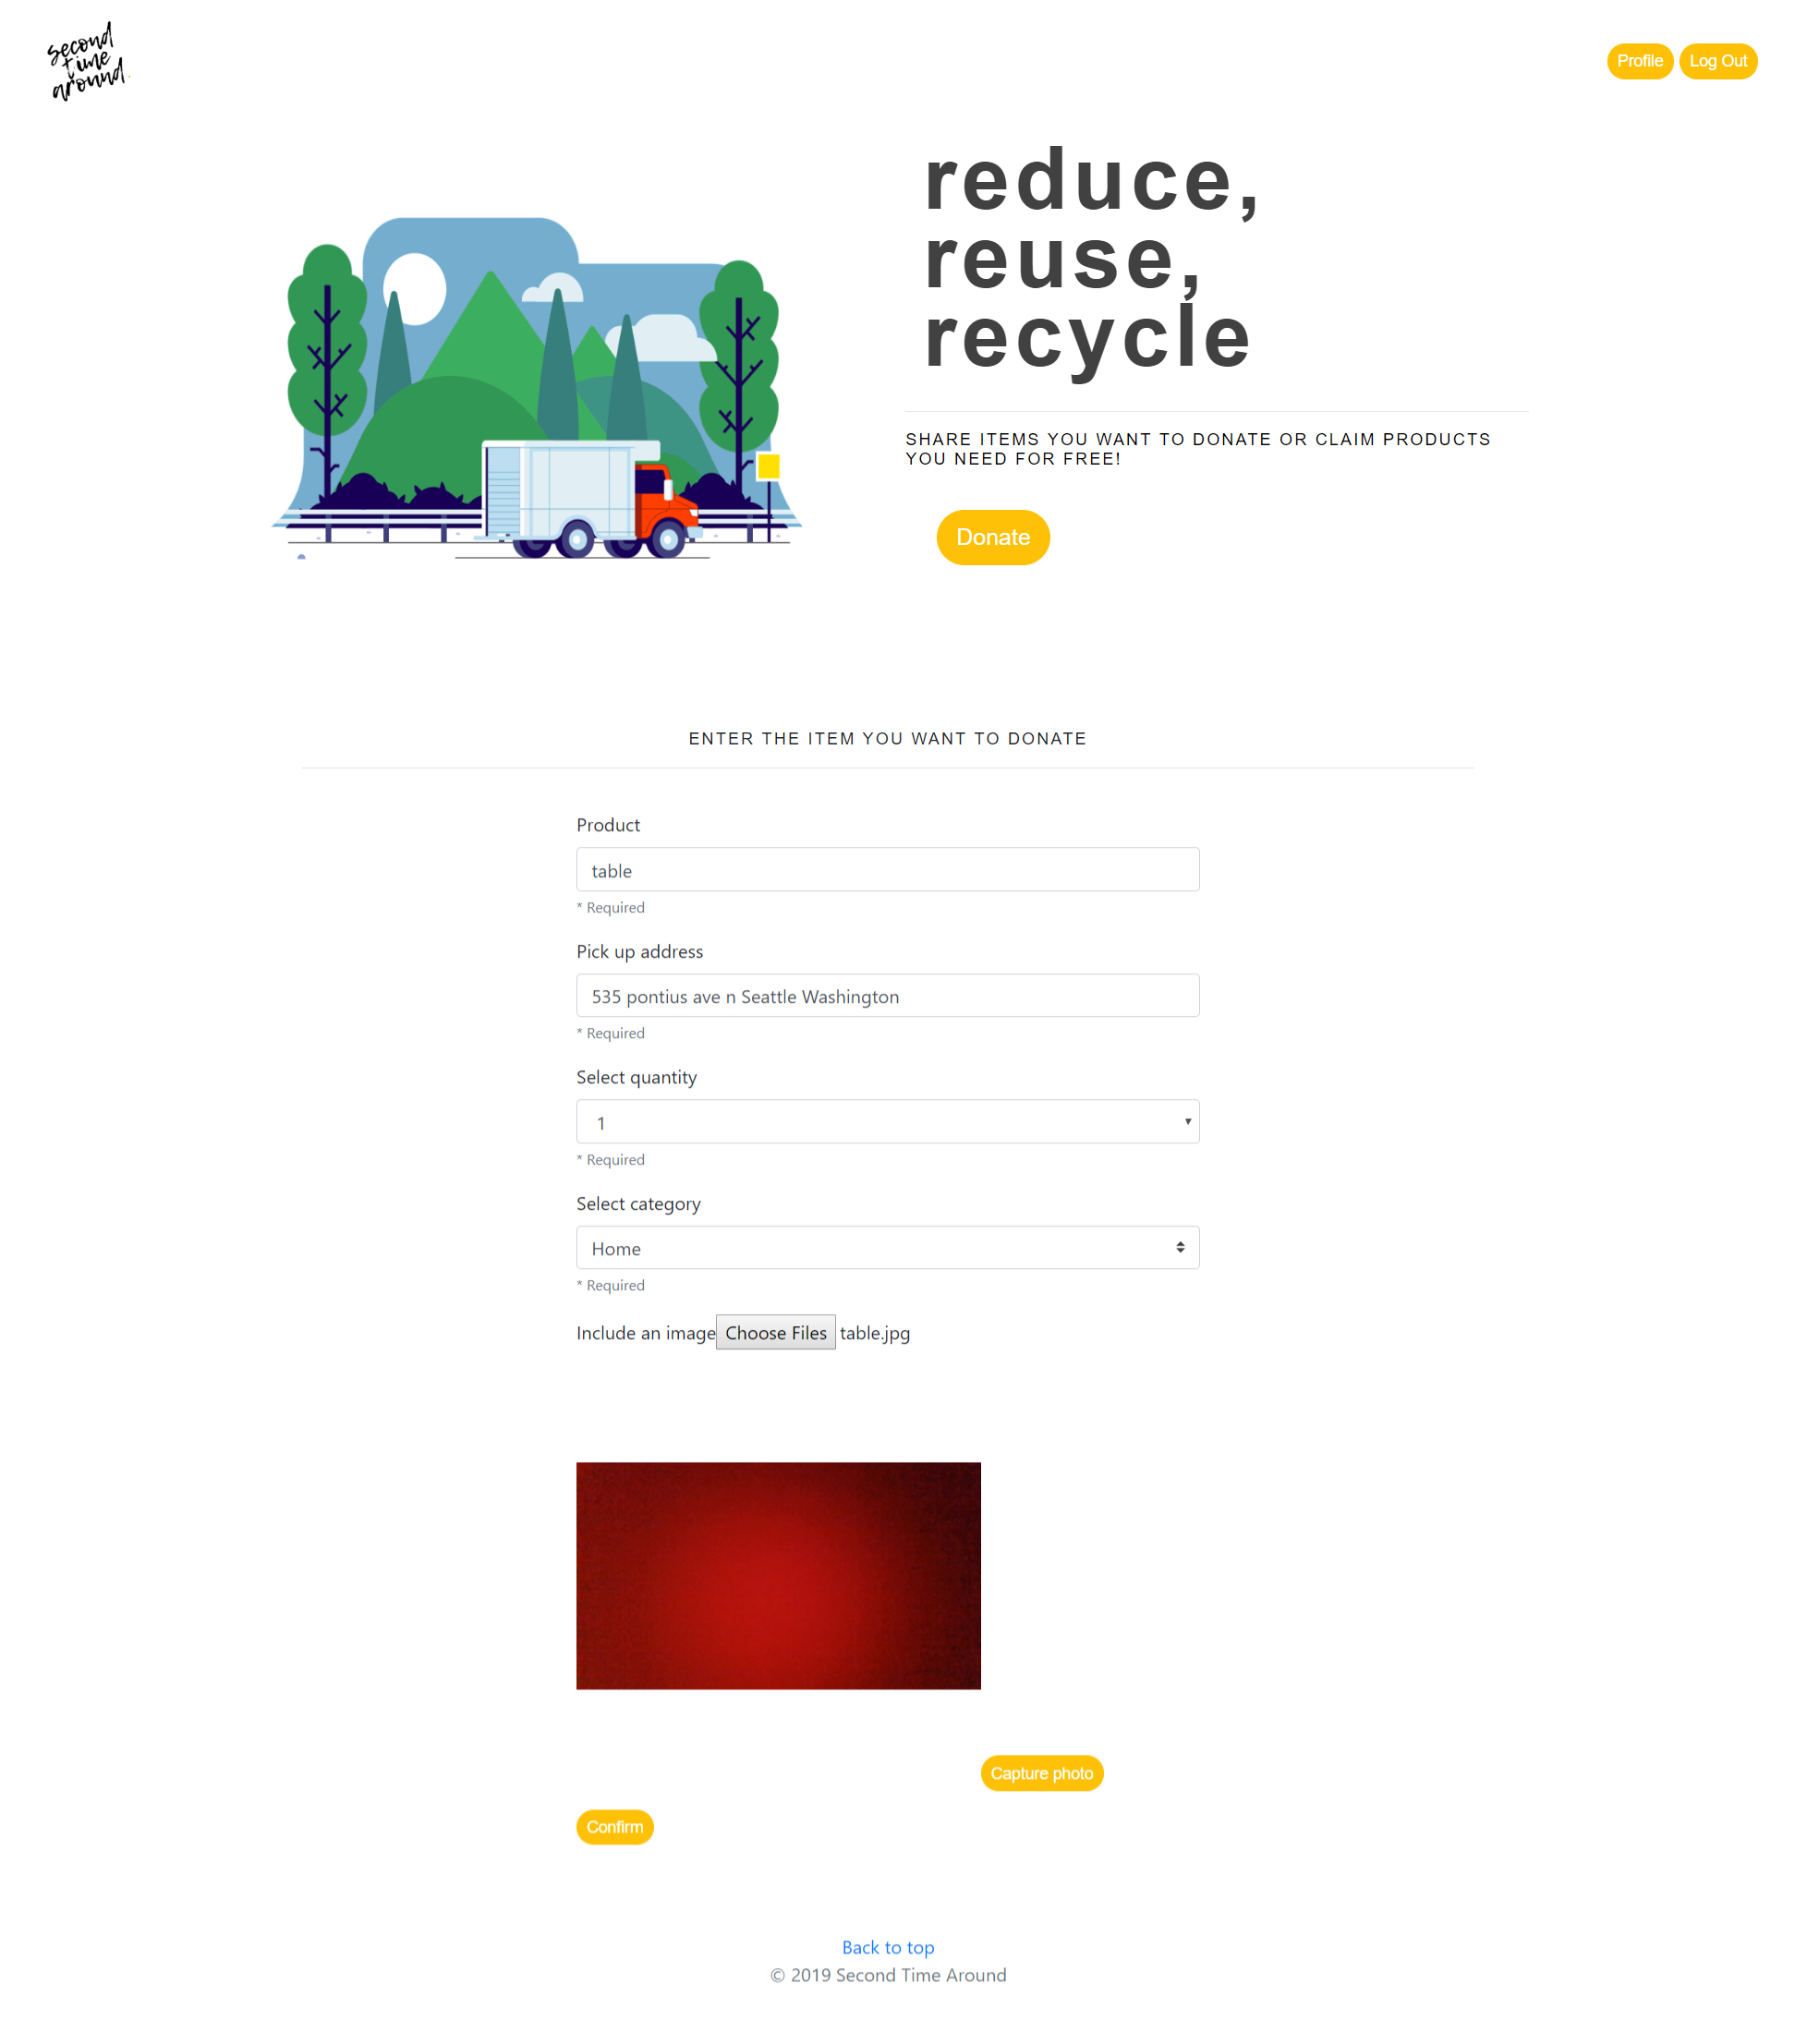 second
time
around.
Profile
Log Out
reduce,
reuse,
recycle
SHARE ITEMS YOU WANT TO DONATE OR CLAIM PRODUCTS
YOU NEED FOR FREE!
Donate
ENTER THE ITEM YOU WANT TO DONATE
Product
table
* Required
Pick up address
535 pontius ave n Seattle Washington
* Required
Select quantity
1
* Required
Select category
Home
* Required
Include an image Choose Files table.jpg
Capture photo
Confirm
Back to top
© 2019 Second Time Around